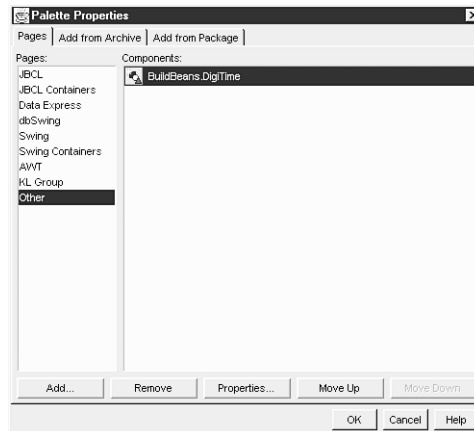 Palette Properties
Pages Add from Archive Add from Package
Pages: Components:
JBCL
JBCL Containers
Data Express
dbSwing
Swing
Swing Containers
AWT
KL Group
Other
BuildBeans.DigiTime
Add... Remove Properties... Move Up Move Down
OK Cancel Help